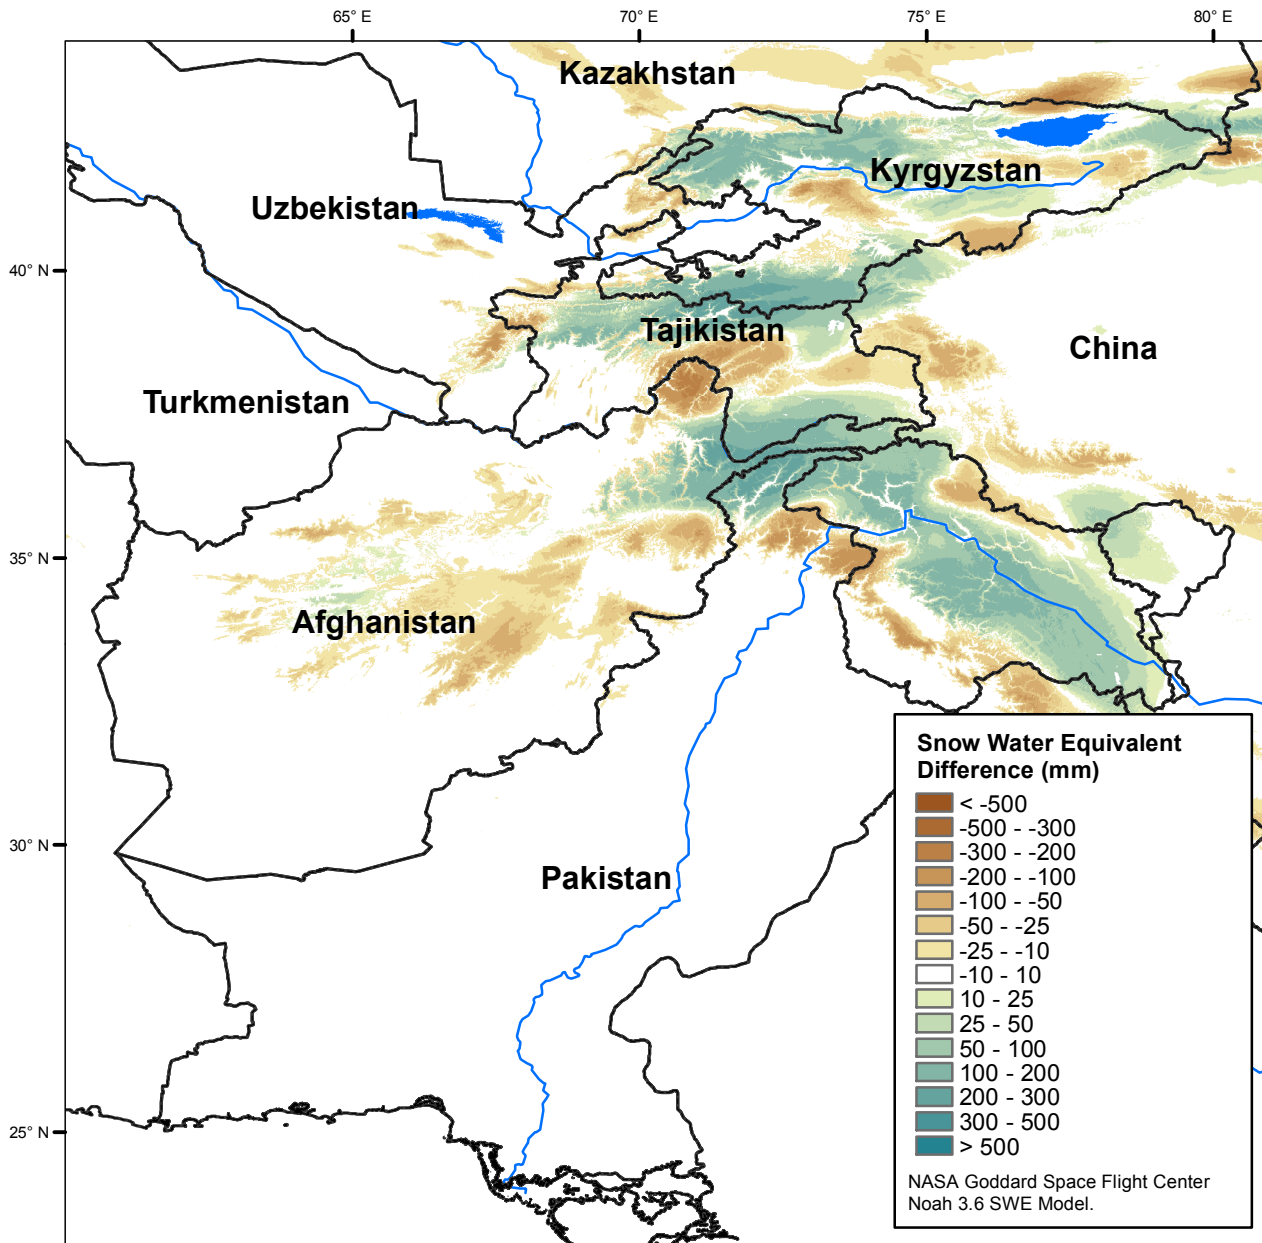 65° E
70° E
75° E
80° E
Kazakhstan
Kyrgyzstan
Uzbekistan
40° N
Tajikistan
China
Turkmenistan
35° N
Afghanistan
30° N
Pakistan
25° N
Snow Water Equivalent
Difference (mm)
< -500
-500 - -300
-300 - -200
-200 - -100
-100 - -50
-50 - -25
-25 - -10
-10 - 10
10 - 25
25 - 50
50 - 100
100 - 200
200 - 300
300 - 500
> 500
NASA Goddard Space Flight Center
Noah 3.6 SWE Model.